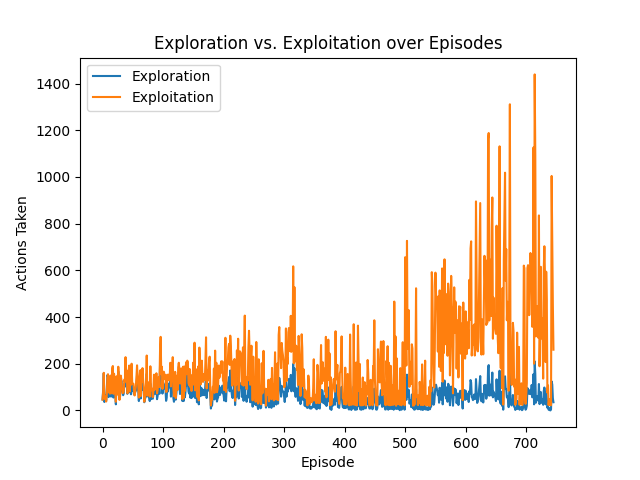 Exploration vs. Exploitation over Episodes
Exploration
Exploitation
1400
1200
1000
800
600
400
200
0
Actions Taken
0 100 200 300 400 500 600 700
Episode